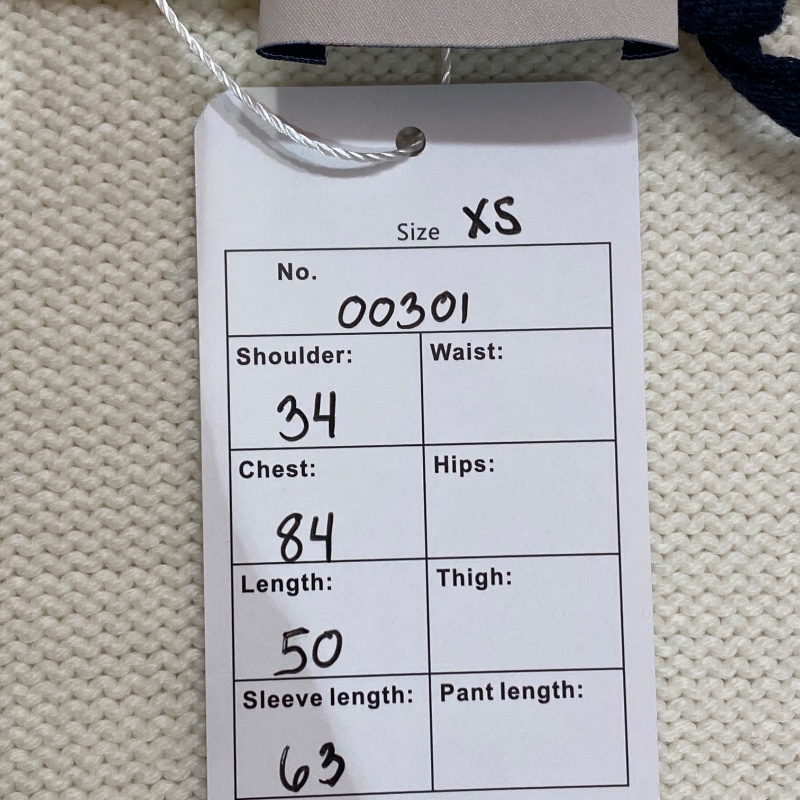 Size XS
No.
00301
Shoulder: Waist:
34
Chest: Hips:
84
Length: Thigh:
50
Sleeve length: Pant length:
63